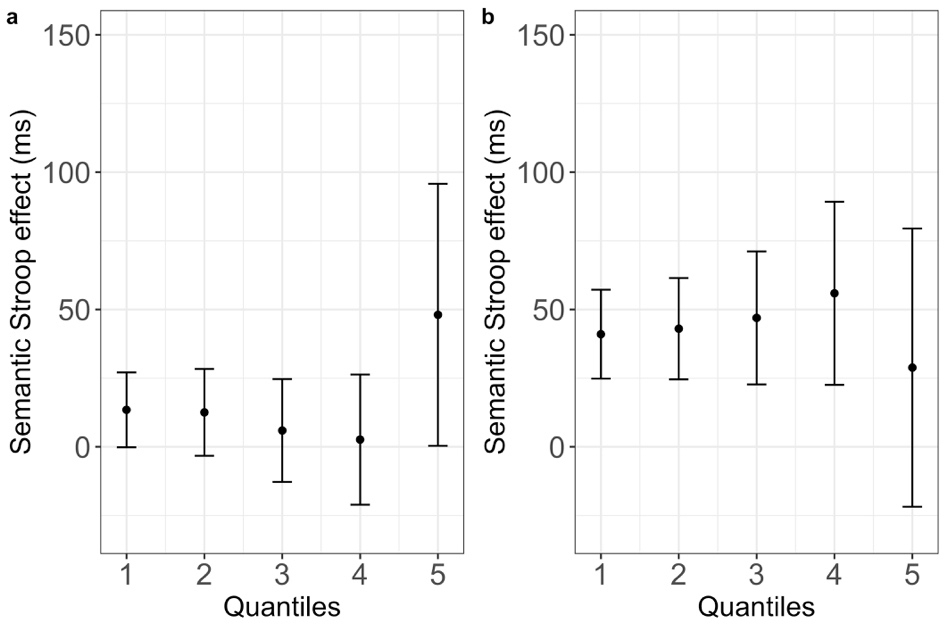 a
Semantic Stroop effect (ms)
150
100
50
0
1 2 3 4 5
Quantiles
b
Semantic Stroop effect (ms)
150
100
50
0
1 2 3 4 5
Quantiles